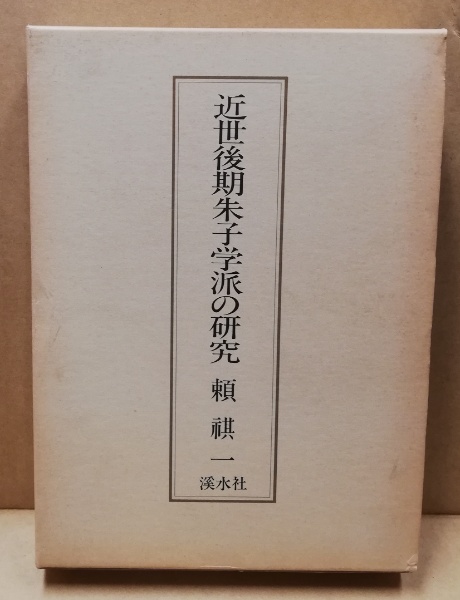 近世後期朱子学派の研究
頼祺一
溪水社